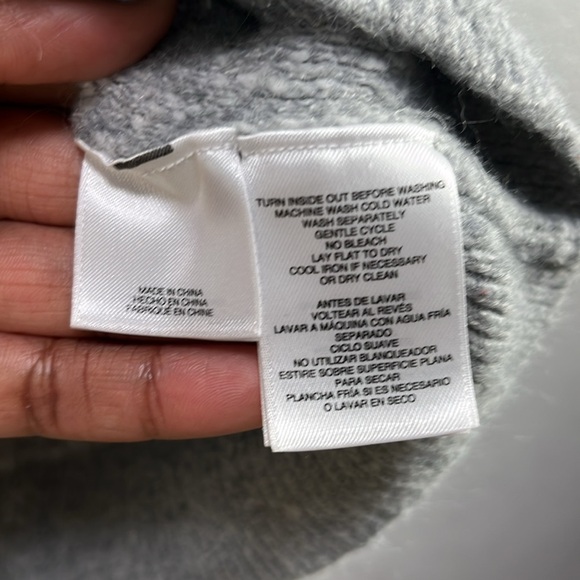 MADE IN CHINA
HECHO EN CHINA
FABRIQUE EN CHINE
TURN INSIDE OUT BEFORE WASHING
MACHINE WASH COLD WATER
WASH SEPARATELY
GENTLE CYCLE
NO BLEACH
LAY FLAT TO DRY
COOL IRON IF NECESSARY
OR DRY CLEAN
ANTES DE LAVAR
VOLTEAR AL REVÉS
LAVAR A MÁQUINA CON AGUA FRÍA
SEPARADO
CICLO SUAVE
NO UTILIZAR BLANQUEADOR
ESTIRE SOBRE SUPERFICIE PLANA
PARA SECAR
PLANCHA FRÍA SI ES NECESARIO
O LAVAR EN SECO